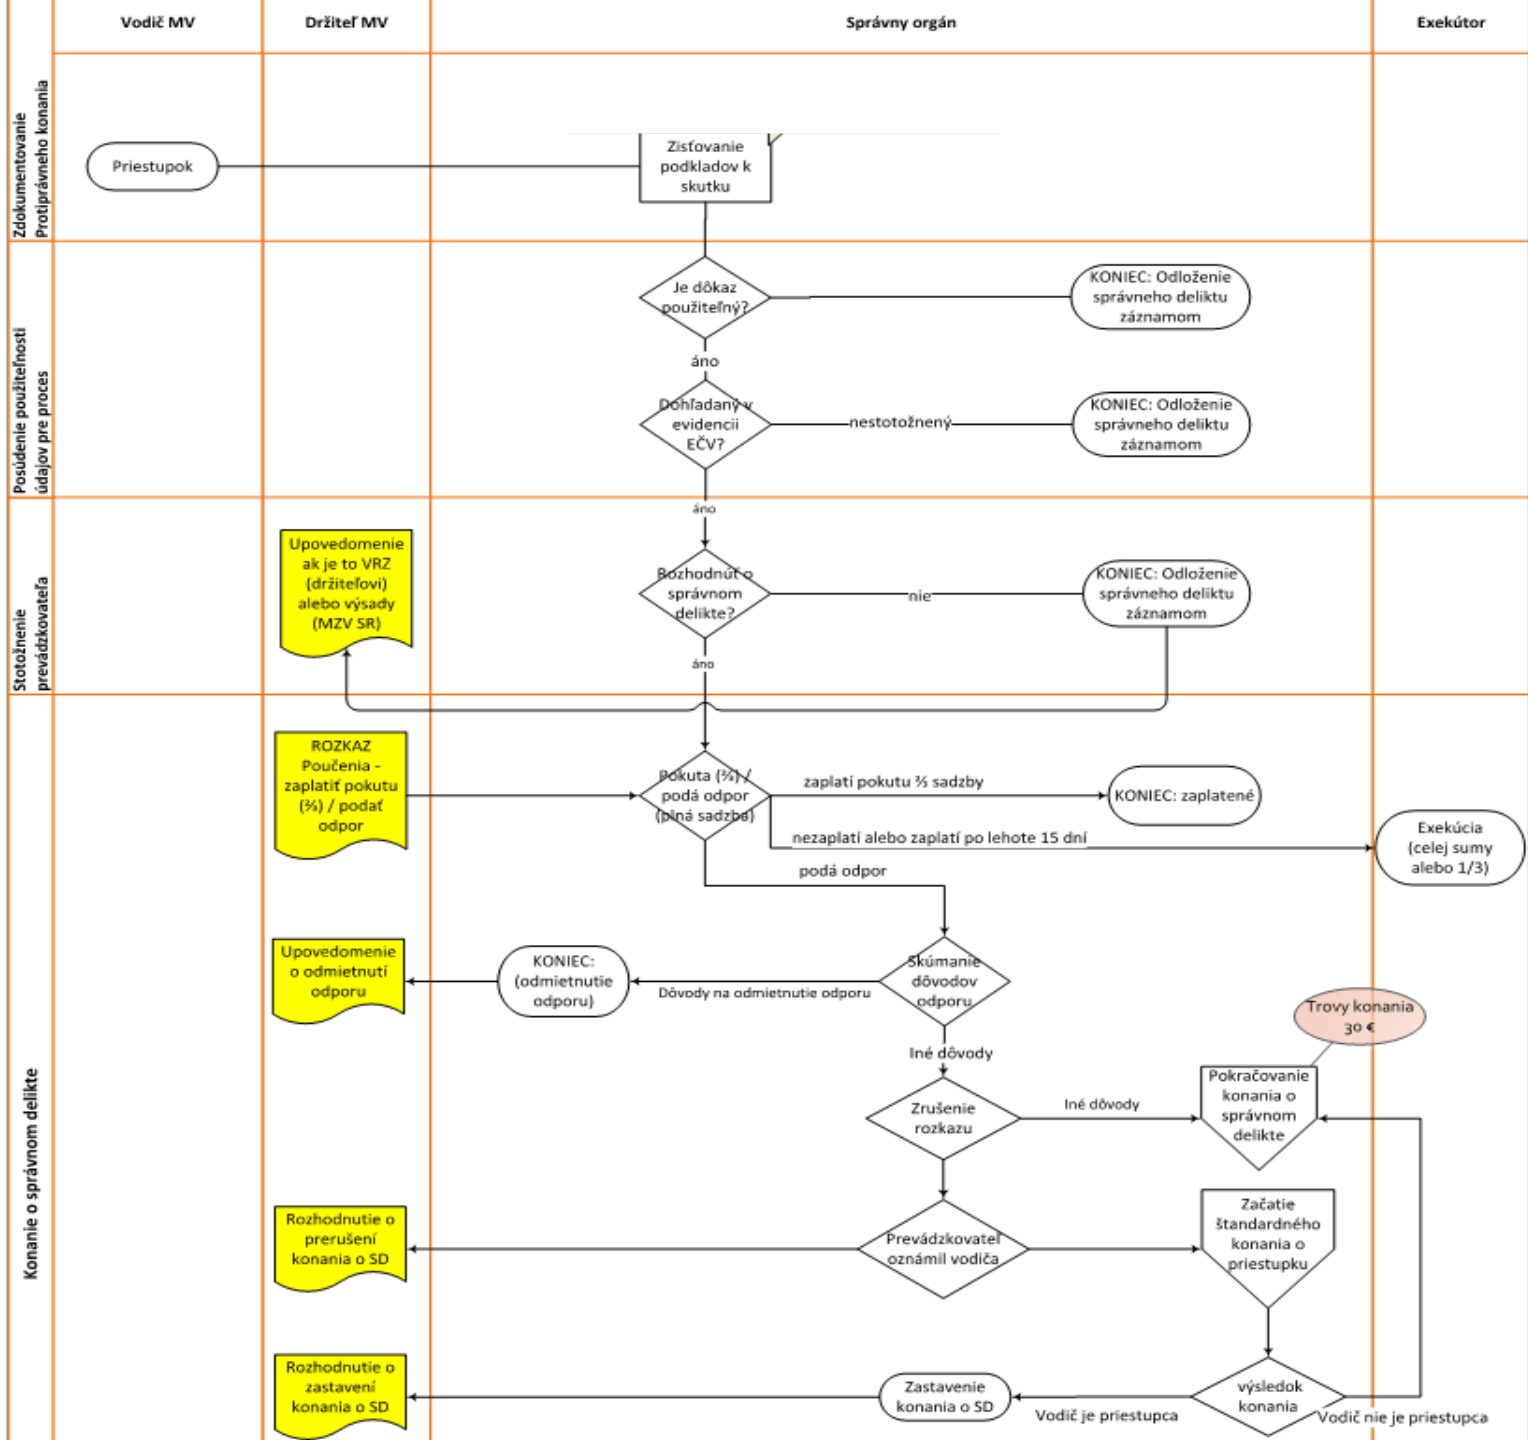 Vodič MV
Držiteľ MV
Správny orgán
Exekútor
Zdokumentovanie
Protiprávneho konania
Priestupok
Zisťovanie
podkladov k
skutku
Posúdenie použiteľnosti
údajov pre proces
Je dôkaz
použiteľný?
KONIEC: Odloženie
správneho deliktu
záznamom
áno
Dohľadaný v
evidencii
EČV?
nestotožnený
KONIEC: Odloženie
správneho deliktu
záznamom
áno
Stotožnenie
prevádzkovateľa
Upovedomenie
ak je to VRZ
(držiteľovi)
alebo výsady
(MZV SR)
Rozhodnúť o
správnom
delikte?
nie
KONIEC: Odloženie
správneho deliktu
záznamom
áno
Konanie o správnom delikte
ROZKAZ
Poučenia -
zaplatiť pokutu
(⅔) / podať
odpor
Pokuta (⅔) /
podá odpor
(plná sadzba)
zaplatí pokutu ⅔ sadzby
KONIEC: zaplatené
nezaplatí alebo zaplatí po lehote 15 dní
Exekúcia
(celej sumy
alebo 1/3)
podá odpor
Upovedomenie
o odmietnutí
odporu
KONIEC:
(odmietnutie
odporu)
Dôvody na odmietnutie odporu
Skúmanie
dôvodov
odporu
Trovy konania
30 €
Iné dôvody
Zrušenie
rozkazu
Iné dôvody
Pokračovanie
konania o
správnom
delikte
Rozhodnutie o
prerušení
konania o SD
Prevádzkovateľ
oznámil vodiča
Začatie
štandardného
konania o
priestupku
Rozhodnutie o
zastavení
konania o SD
Zastavenie
konania o SD
Vodič je priestupca
výsledok
konania
Vodič nie je priestupca